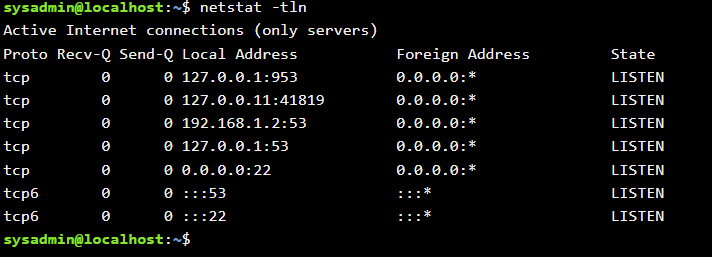 sysadmin@localhost:~$ netstat -tln
Active Internet connections (only servers)
Proto Recv-Q Send-Q Local Address           Foreign Address         State
tcp        0      0 127.0.0.1:953           0.0.0.0:*               LISTEN
tcp        0      0 127.0.0.11:41819        0.0.0.0:*               LISTEN
tcp        0      0 192.168.1.2:53          0.0.0.0:*               LISTEN
tcp        0      0 127.0.0.1:53            0.0.0.0:*               LISTEN
tcp        0      0 0.0.0.0:22              0.0.0.0:*               LISTEN
tcp6       0      0 :::53                   :::*                    LISTEN
tcp6       0      0 :::22                   :::*                    LISTEN
sysadmin@localhost:~$